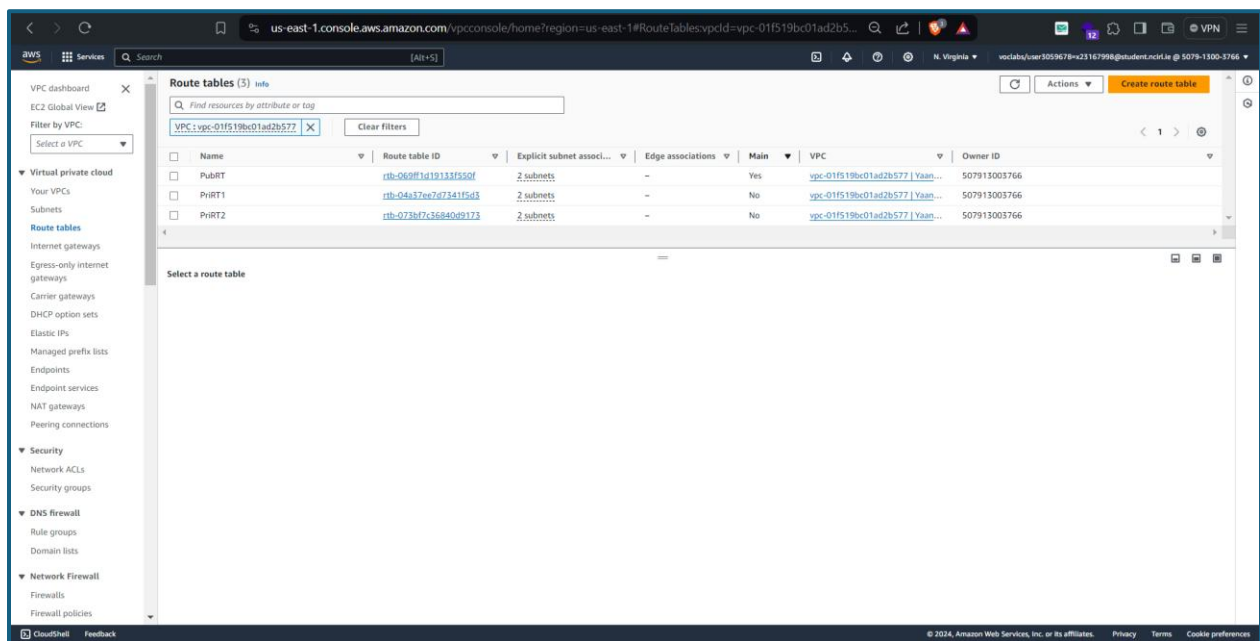 us-east-1.console.aws.amazon.com/vpcconsole/home?region=us-east-1#RouteTables:vpcId=vpc-01f519bc01ad2b5...
12
VPN
aws
Services
Search
[Alt+S]
N. Virginia
voclabs/user3059678=x23167998@student.ncirl.ie @ 5079-1300-3766
VPC dashboard
EC2 Global View
Filter by VPC:
Select a VPC
Virtual private cloud
Your VPCs
Subnets
Route tables
Internet gateways
Egress-only internet
gateways
Carrier gateways
DHCP option sets
Elastic IPs
Managed prefix lists
Endpoints
Endpoint services
NAT gateways
Peering connections
Security
Network ACLs
Security groups
DNS firewall
Rule groups
Domain lists
Network Firewall
Firewalls
Firewall policies
Route tables (3) Info
Actions
Create route table
Find resources by attribute or tag
VPC : vpc-01f519bc01ad2b577
Clear filters
1
Name Route table ID Explicit subnet associ... Edge associations Main VPC Owner ID
PubRT rtb-069ff1d19133f550f 2 subnets – Yes vpc-01f519bc01ad2b577 | Yaan... 507913003766
PriRT1 rtb-04a37ee7d7341f5d3 2 subnets – No vpc-01f519bc01ad2b577 | Yaan... 507913003766
PriRT2 rtb-073bf7c36840d9173 2 subnets – No vpc-01f519bc01ad2b577 | Yaan... 507913003766
Select a route table
CloudShell Feedback
© 2024, Amazon Web Services, Inc. or its affiliates. Privacy Terms Cookie preferences